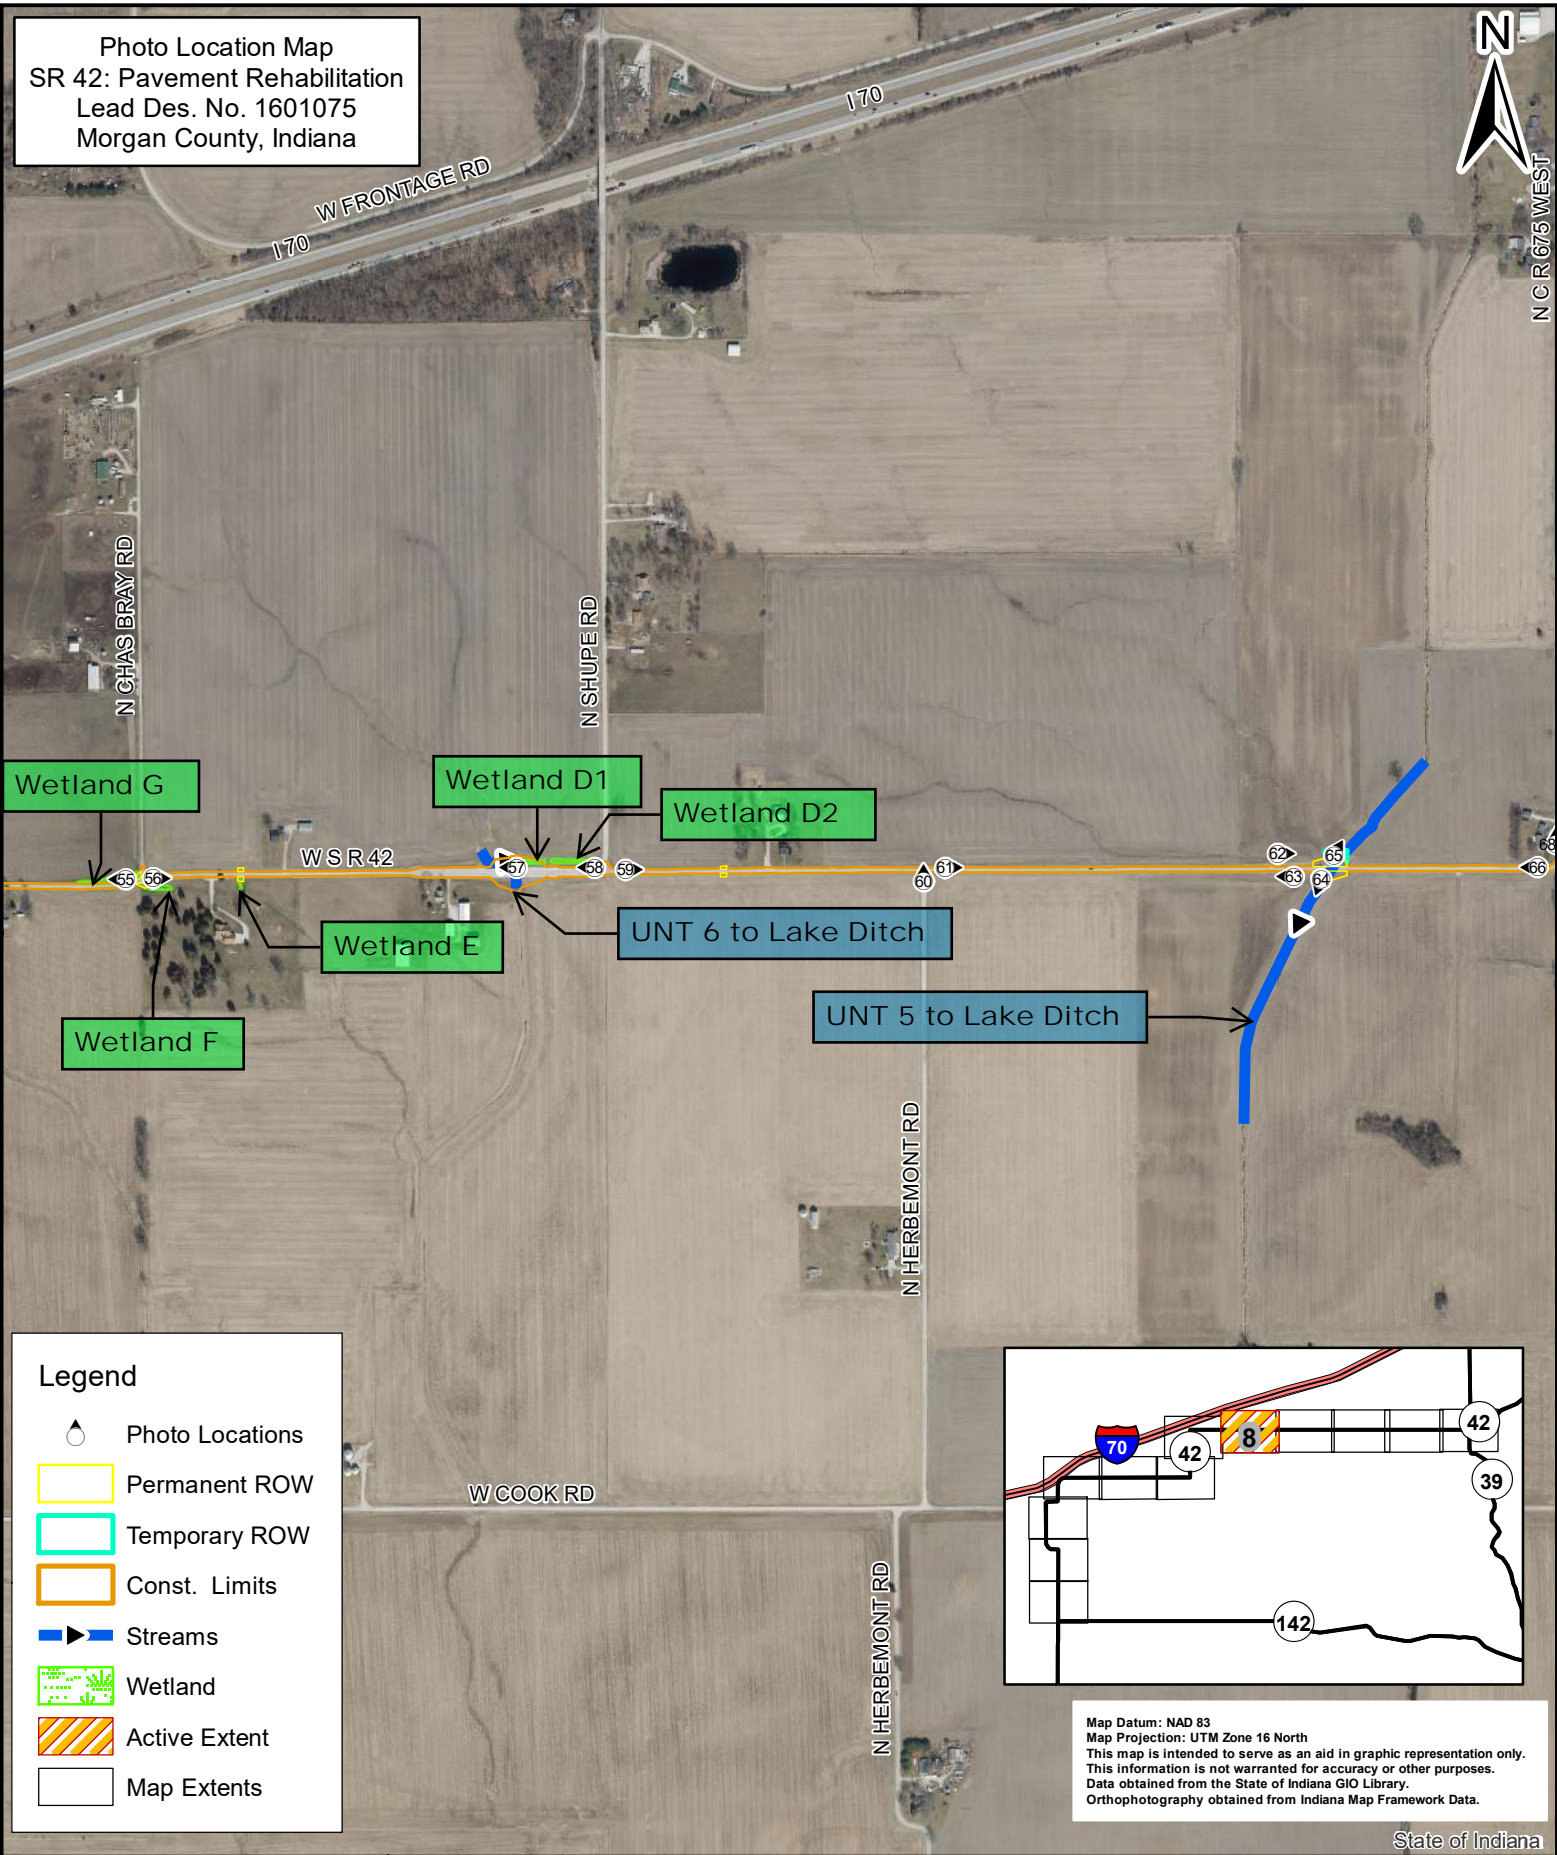 Photo Location Map
SR 42: Pavement Rehabilitation
Lead Des. No. 1601075
Morgan County, Indiana
N
I 70
W FRONTAGE RD
I 70
N C R 675 WEST
N CHAS BRAY RD
N SHUPE RD
Wetland G
Wetland D1
Wetland D2
W S R 42
55
56
57
58
59
60
61
62
63
64
65
66
68
Wetland E
UNT 6 to Lake Ditch
UNT 5 to Lake Ditch
Wetland F
N HERBEMONT RD
W COOK RD
N HERBEMONT RD
Legend
Photo Locations
Permanent ROW
Temporary ROW
Const. Limits
Streams
Wetland
Active Extent
Map Extents
70
42
8
42
39
142
Map Datum: NAD 83
Map Projection: UTM Zone 16 North
This map is intended to serve as an aid in graphic representation only.
This information is not warranted for accuracy or other purposes.
Data obtained from the State of Indiana GIO Library.
Orthophotography obtained from Indiana Map Framework Data.
State of Indiana